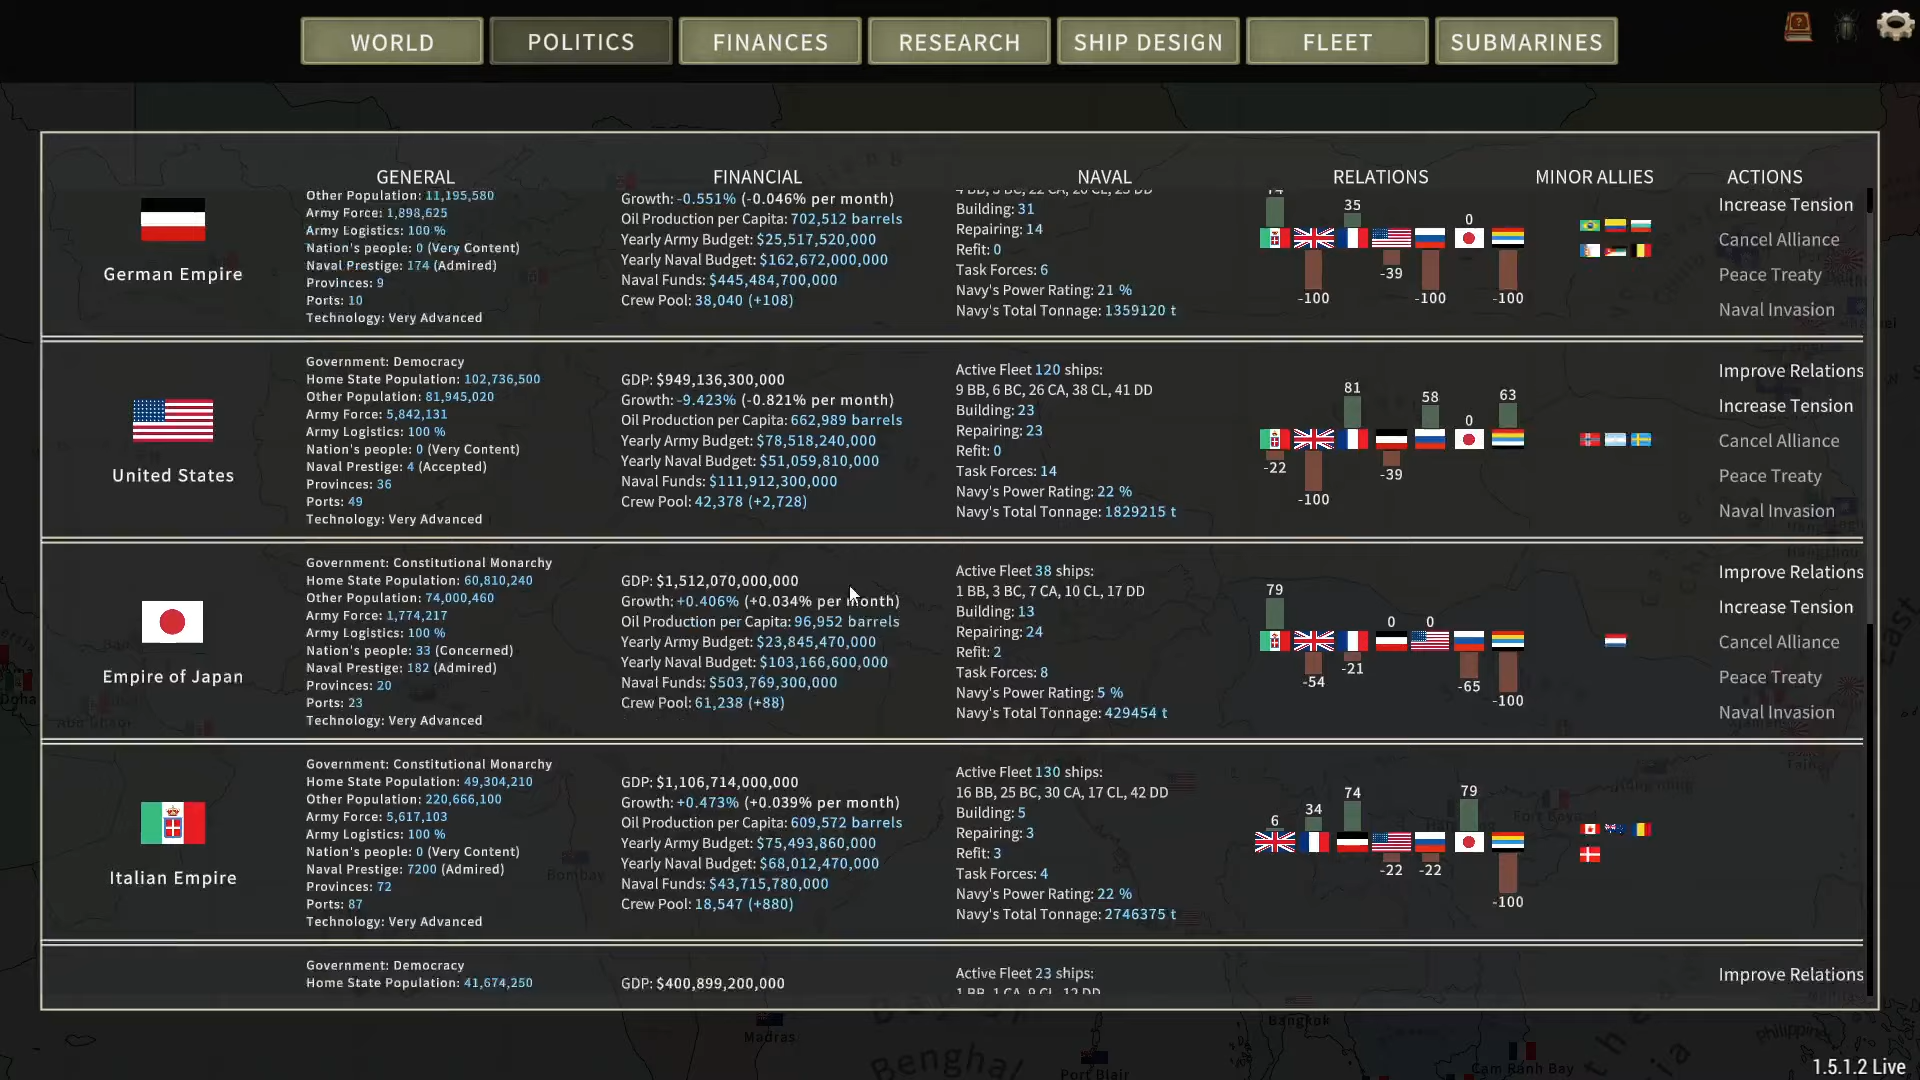 WORLD
POLITICS
FINANCES
RESEARCH
SHIP DESIGN
FLEET
SUBMARINES
GENERAL
FINANCIAL
NAVAL
RELATIONS
MINOR ALLIES
ACTIONS
German Empire
Other Population: 11,195,580
Army Force: 1,898,625
Army Logistics: 100 %
Nation's people: 0 (Very Content)
Naval Prestige: 174 (Admired)
Provinces: 9
Ports: 10
Technology: Very Advanced
Growth: -0.551% (-0.046% per month)
Oil Production per Capita: 702,512 barrels
Yearly Army Budget: $25,517,520,000
Yearly Naval Budget: $162,672,000,000
Naval Funds: $445,484,700,000
Crew Pool: 38,040 (+108)
Building: 31
Repairing: 14
Refit: 0
Task Forces: 6
Navy's Power Rating: 21 %
Navy's Total Tonnage: 1359120 t
35
0
-39
-100
-100
-100
Increase Tension
Cancel Alliance
Peace Treaty
Naval Invasion
United States
Government: Democracy
Home State Population: 102,736,500
Other Population: 81,945,020
Army Force: 5,842,131
Army Logistics: 100 %
Nation's people: 0 (Very Content)
Naval Prestige: 4 (Accepted)
Provinces: 36
Ports: 49
Technology: Very Advanced
GDP: $949,136,300,000
Growth: -9.423% (-0.821% per month)
Oil Production per Capita: 662,989 barrels
Yearly Army Budget: $78,518,240,000
Yearly Naval Budget: $51,059,810,000
Naval Funds: $111,912,300,000
Crew Pool: 42,378 (+2,728)
Active Fleet 120 ships:
9 BB, 6 BC, 26 CA, 38 CL, 41 DD
Building: 23
Repairing: 23
Refit: 0
Task Forces: 14
Navy's Power Rating: 22 %
Navy's Total Tonnage: 1829215 t
81
58
0
63
-22
-100
-39
Improve Relations
Increase Tension
Cancel Alliance
Peace Treaty
Naval Invasion
Empire of Japan
Government: Constitutional Monarchy
Home State Population: 60,810,240
Other Population: 74,000,460
Army Force: 1,774,217
Army Logistics: 100 %
Nation's people: 33 (Concerned)
Naval Prestige: 182 (Admired)
Provinces: 20
Ports: 23
Technology: Very Advanced
GDP: $1,512,070,000,000
Growth: +0.406% (+0.034% per month)
Oil Production per Capita: 96,952 barrels
Yearly Army Budget: $23,845,470,000
Yearly Naval Budget: $103,166,600,000
Naval Funds: $503,769,300,000
Crew Pool: 61,238 (+88)
Active Fleet 38 ships:
1 BB, 3 BC, 7 CA, 10 CL, 17 DD
Building: 13
Repairing: 24
Refit: 2
Task Forces: 8
Navy's Power Rating: 5 %
Navy's Total Tonnage: 429454 t
79
0
0
-54
-21
-65
-100
Improve Relations
Increase Tension
Cancel Alliance
Peace Treaty
Naval Invasion
Italian Empire
Government: Constitutional Monarchy
Home State Population: 49,304,210
Other Population: 220,666,100
Army Force: 5,617,103
Army Logistics: 100 %
Nation's people: 0 (Very Content)
Naval Prestige: 7200 (Admired)
Provinces: 72
Ports: 87
Technology: Very Advanced
GDP: $1,106,714,000,000
Growth: +0.473% (+0.039% per month)
Oil Production per Capita: 609,572 barrels
Yearly Army Budget: $75,493,860,000
Yearly Naval Budget: $68,012,470,000
Naval Funds: $43,715,780,000
Crew Pool: 18,547 (+880)
Active Fleet 130 ships:
16 BB, 25 BC, 30 CA, 17 CL, 42 DD
Building: 5
Repairing: 3
Refit: 3
Task Forces: 4
Navy's Power Rating: 22 %
Navy's Total Tonnage: 2746375 t
6
34
74
79
-22
-22
-100
Government: Democracy
Home State Population: 41,674,250
GDP: $400,899,200,000
Active Fleet 23 ships:
Improve Relations
Bombay
Madras
Port Blair
Bangkok
Cam Ranh Bay
1.5.1.2 Live